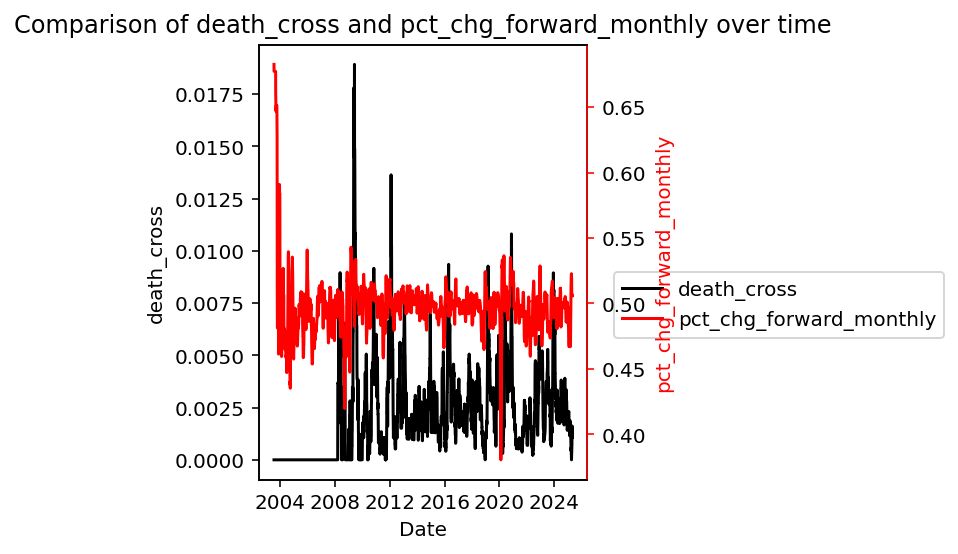 Comparison of death_cross and pct_chg_forward_monthly over time
0.0175
0.0150
0.0125
0.0100
0.0075
0.0050
0.0025
0.0000
death_cross
0.65
0.60
0.55
0.50
0.45
0.40
pct_chg_forward_monthly
death_cross
pct_chg_forward_monthly
2004 2008 2012 2016 2020 2024
Date